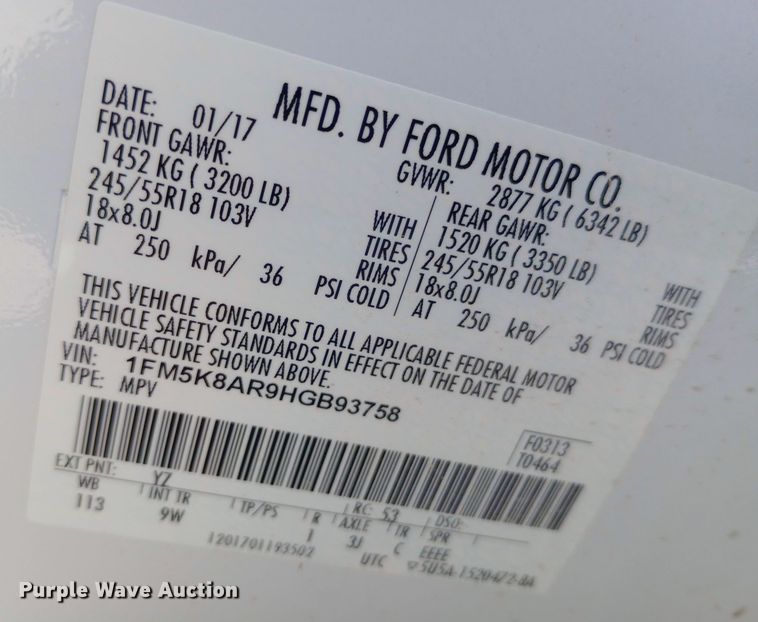 MFD. BY FORD MOTOR CO.
DATE: 01/17 GVWR: 2877 KG ( 6342 LB)
FRONT GAWR: REAR GAWR:
1452 KG ( 3200 LB) WITH 1520 KG ( 3350 LB) WITH
245/55R18 103V TIRES 245/55R18 103V TIRES
18x8.0J RIMS 18x8.0J RIMS
AT 250 kPa/ 36 PSI COLD AT 250 kPa/ 36 PSI COLD
THIS VEHICLE CONFORMS TO ALL APPLICABLE FEDERAL MOTOR
VEHICLE SAFETY STANDARDS IN EFFECT ON THE DATE OF
MANUFACTURE SHOWN ABOVE.
VIN: 1FM5K8AR9HGB93758
TYPE: MPV
F0313
T0464
EXT PNT: YZ RC: 53 DSO:
WB INT TR TP/PS R AXLE TR SPR
113 9W 1 3J C EEEE
1201701193502 UTC
Purple Wave Auction